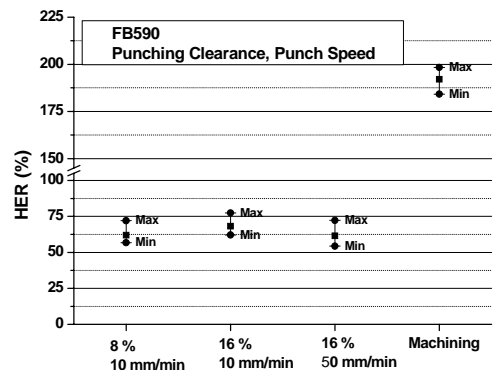 FB590
Punching Clearance, Punch Speed
HER (%)
225
200
175
150
100
75
50
25
0
Max
Min
Max
Min
Max
Min
Max
Min
8 %
10 mm/min
16 %
10 mm/min
16 %
50 mm/min
Machining